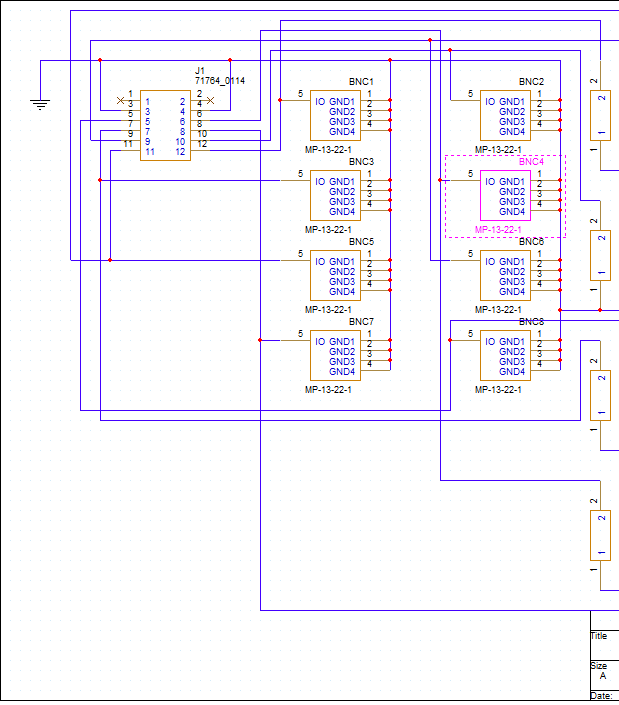 J1
71764_0114
1 1 2 2
3 3 4 4
5 5 6 6
7 7 8 8
9 9 10 10
11 11 12 12
BNC1
5 IO GND1 1
GND2 2
GND3 3
GND4 4
MP-13-22-1
BNC2
5 IO GND1 1
GND2 2
GND3 3
GND4 4
MP-13-22-1
2
2
1
1
BNC3
5 IO GND1 1
GND2 2
GND3 3
GND4 4
MP-13-22-1
BNC4
5 IO GND1 1
GND2 2
GND3 3
GND4 4
MP-13-22-1
2
2
1
1
BNC5
5 IO GND1 1
GND2 2
GND3 3
GND4 4
MP-13-22-1
BNC6
5 IO GND1 1
GND2 2
GND3 3
GND4 4
MP-13-22-1
BNC7
5 IO GND1 1
GND2 2
GND3 3
GND4 4
MP-13-22-1
BNC8
5 IO GND1 1
GND2 2
GND3 3
GND4 4
MP-13-22-1
2
2
1
1
2
2
1
1
Title
Size
A
Date: